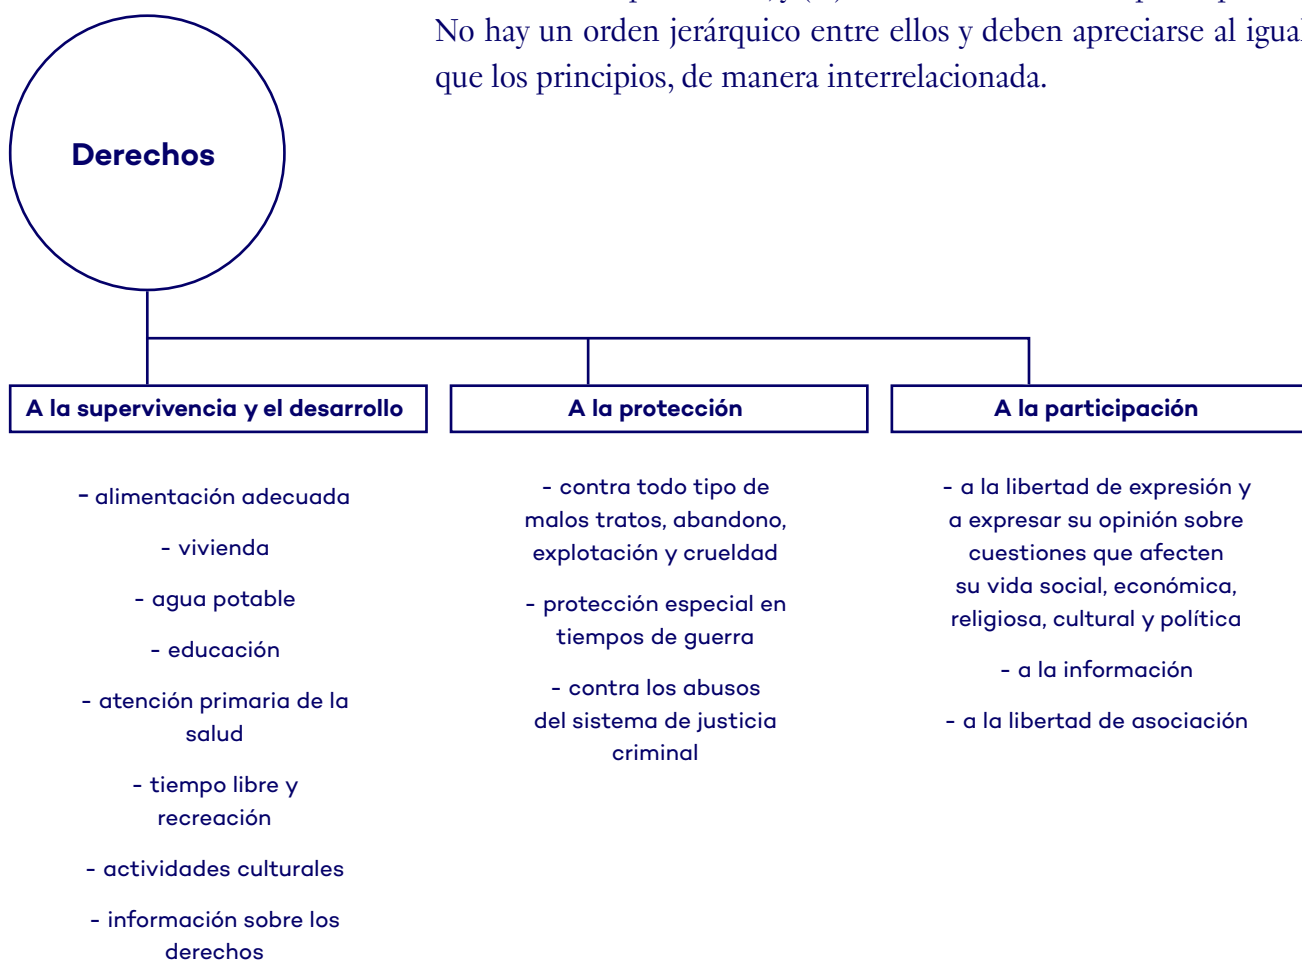 No hay un orden jerárquico entre ellos y deben apreciarse al igual
que los principios, de manera interrelacionada.
Derechos
A la supervivencia y el desarrollo
- alimentación adecuada
- vivienda
- agua potable
- educación
- atención primaria de la
salud
- tiempo libre y
recreación
- actividades culturales
- información sobre los
derechos
A la protección
- contra todo tipo de
malos tratos, abandono,
explotación y crueldad
- protección especial en
tiempos de guerra
- contra los abusos
del sistema de justicia
criminal
A la participación
- a la libertad de expresión y
a expresar su opinión sobre
cuestiones que afecten
su vida social, económica,
religiosa, cultural y política
- a la información
- a la libertad de asociación